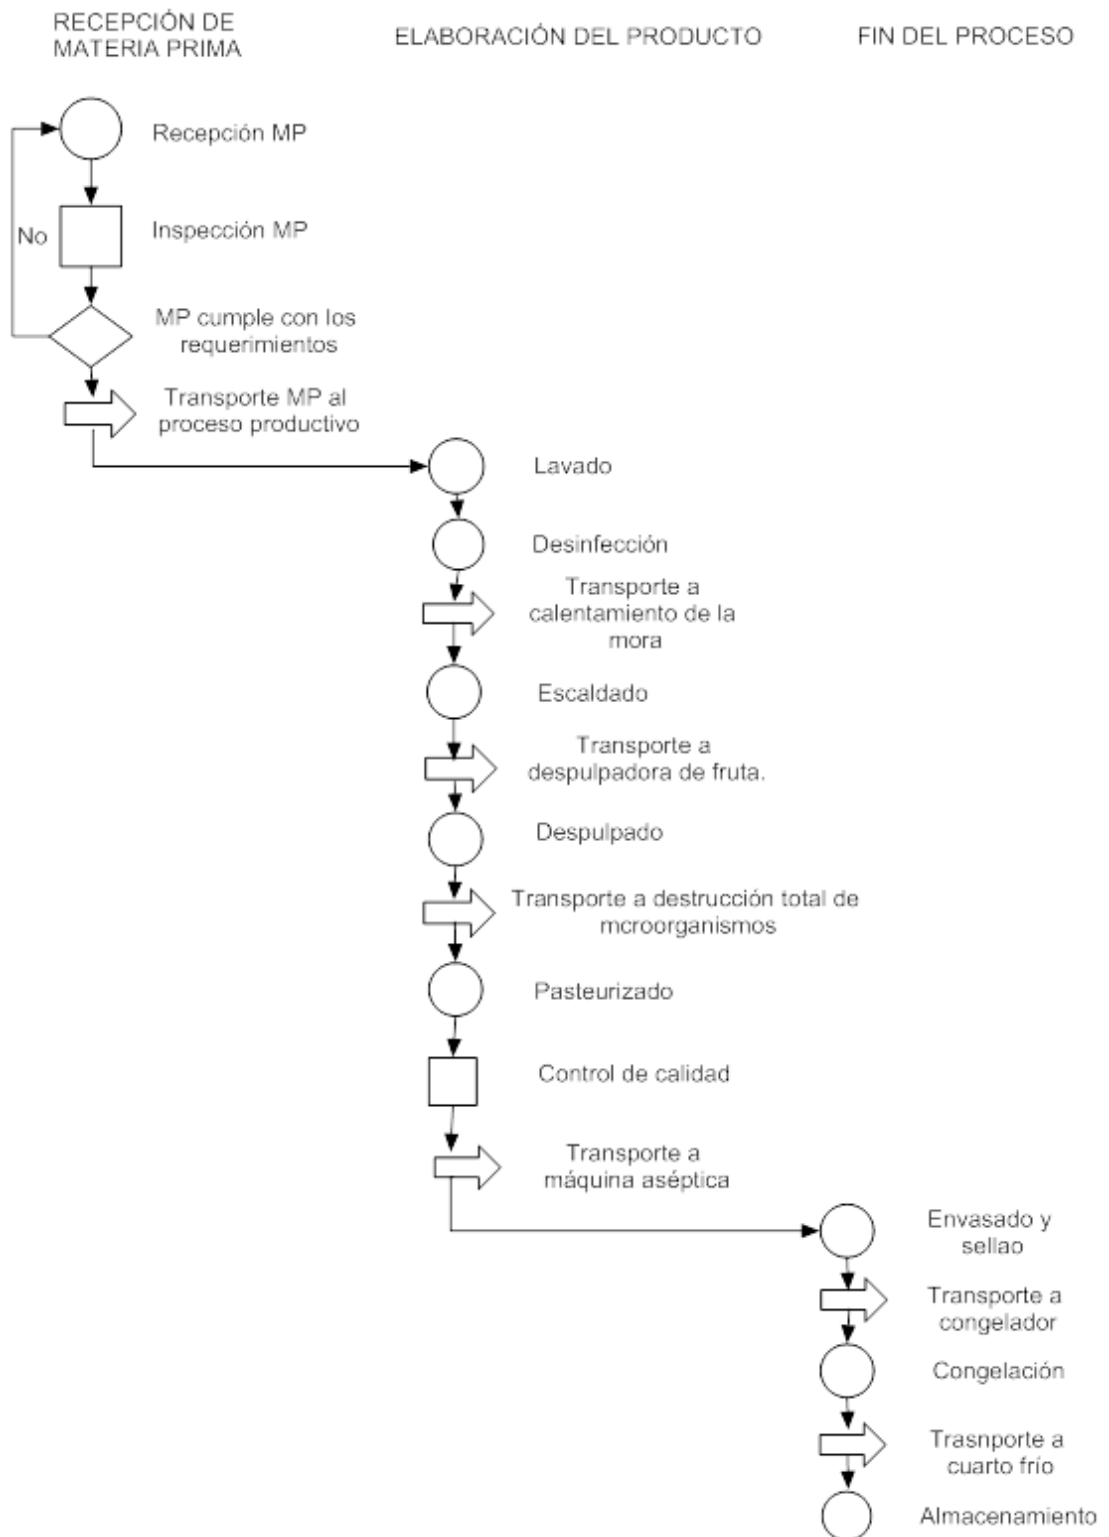 RECEPCIÓN DE
MATERIA PRIMA
ELABORACIÓN DEL PRODUCTO
FIN DEL PROCESO
Recepción MP
No
Inspección MP
MP cumple con los
requerimientos
Transporte MP al
proceso productivo
Lavado
Desinfección
Transporte a
calentamiento de la
mora
Escaldado
Transporte a
despulpadora de fruta.
Despulpado
Transporte a destrucción total de
mcroorganismos
Pasteurizado
Control de calidad
Transporte a
máquina aséptica
Envasado y
sellao
Transporte a
congelador
Congelación
Trasnporte a
cuarto frío
Almacenamiento